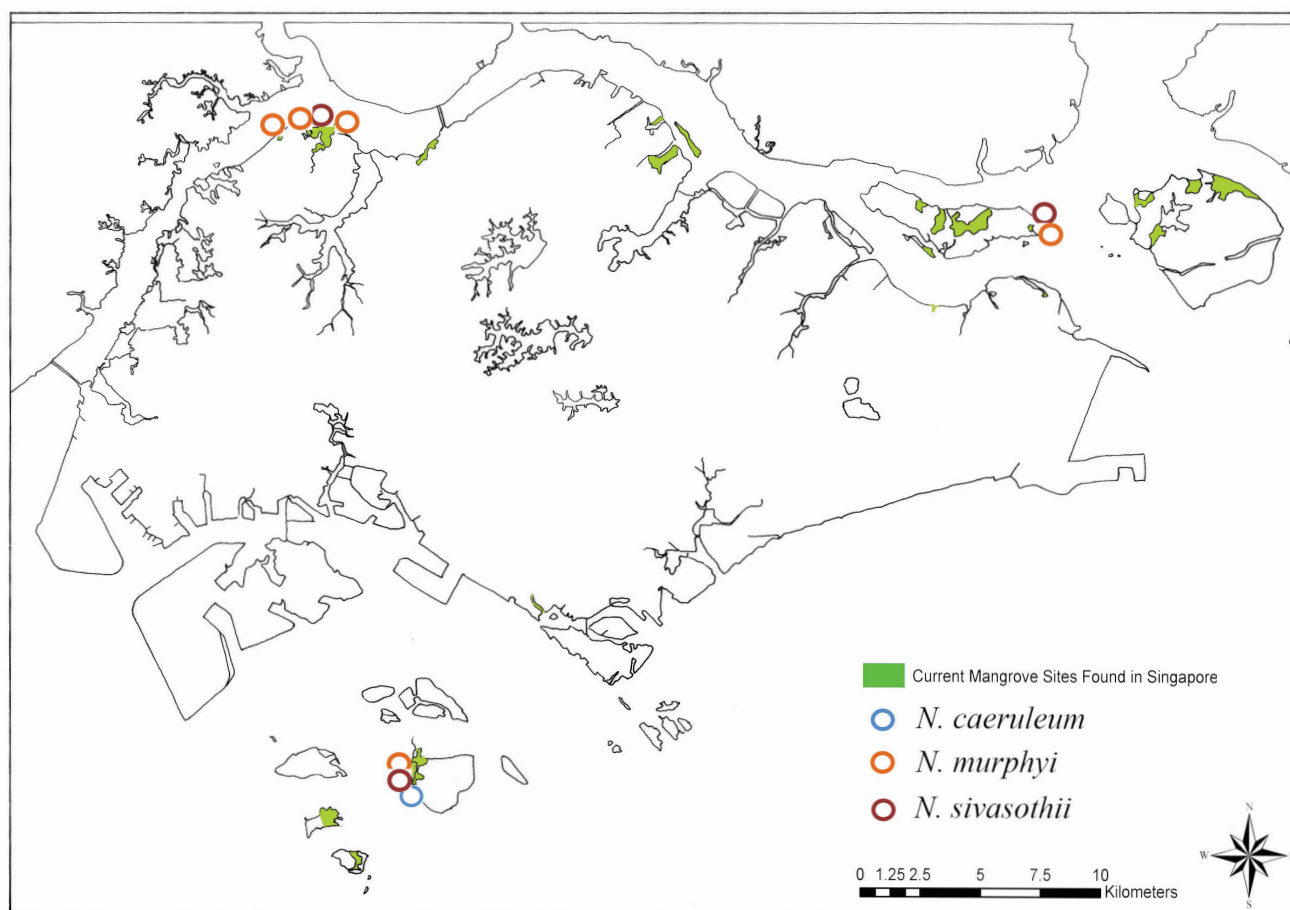 Current Mangrove Sites Found in Singapore
N. caeruleum
N. murphyi
N. sivasothii
N
W
S
0 1.25 2.5 5 7.5 10
Kilometers